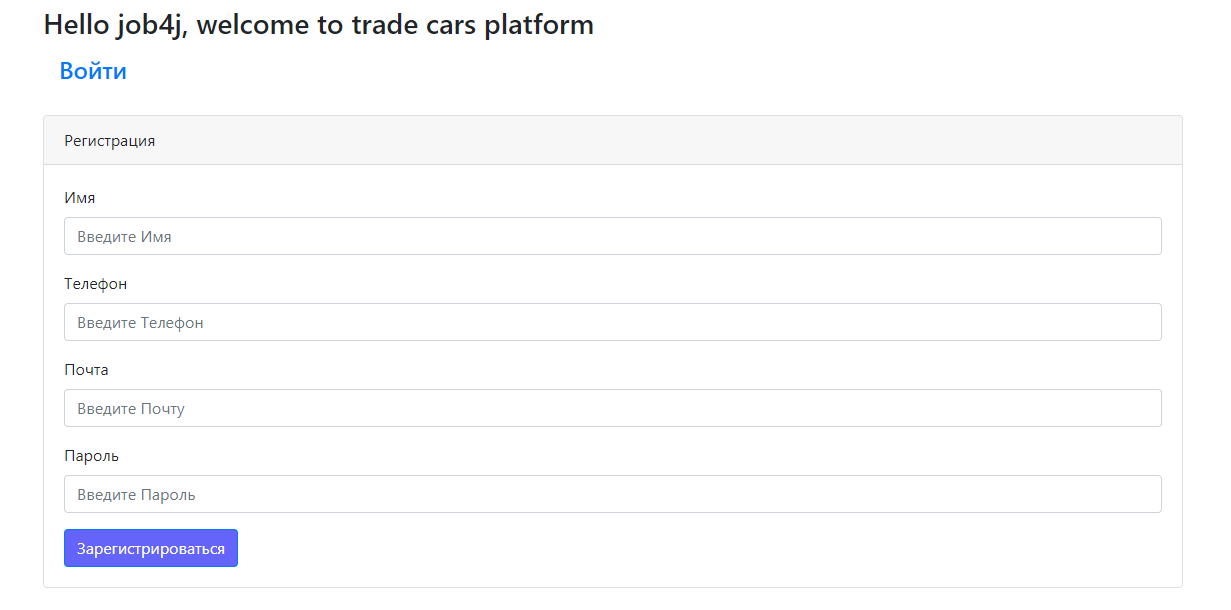 Hello job4j, welcome to trade cars platform
Войти
Регистрация
Имя
Введите Имя
Телефон
Введите Телефон
Почта
Введите Почту
Пароль
Введите Пароль
Зарегистрироваться